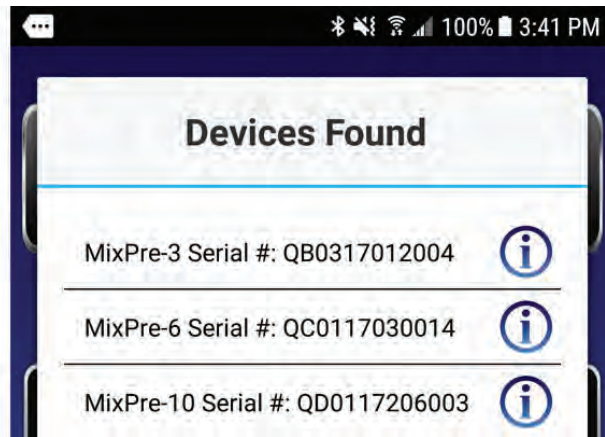 100% 3:41 PM
Devices Found
MixPre-3 Serial #: QB0317012004
MixPre-6 Serial #: QC0117030014
MixPre-10 Serial #: QD0117206003